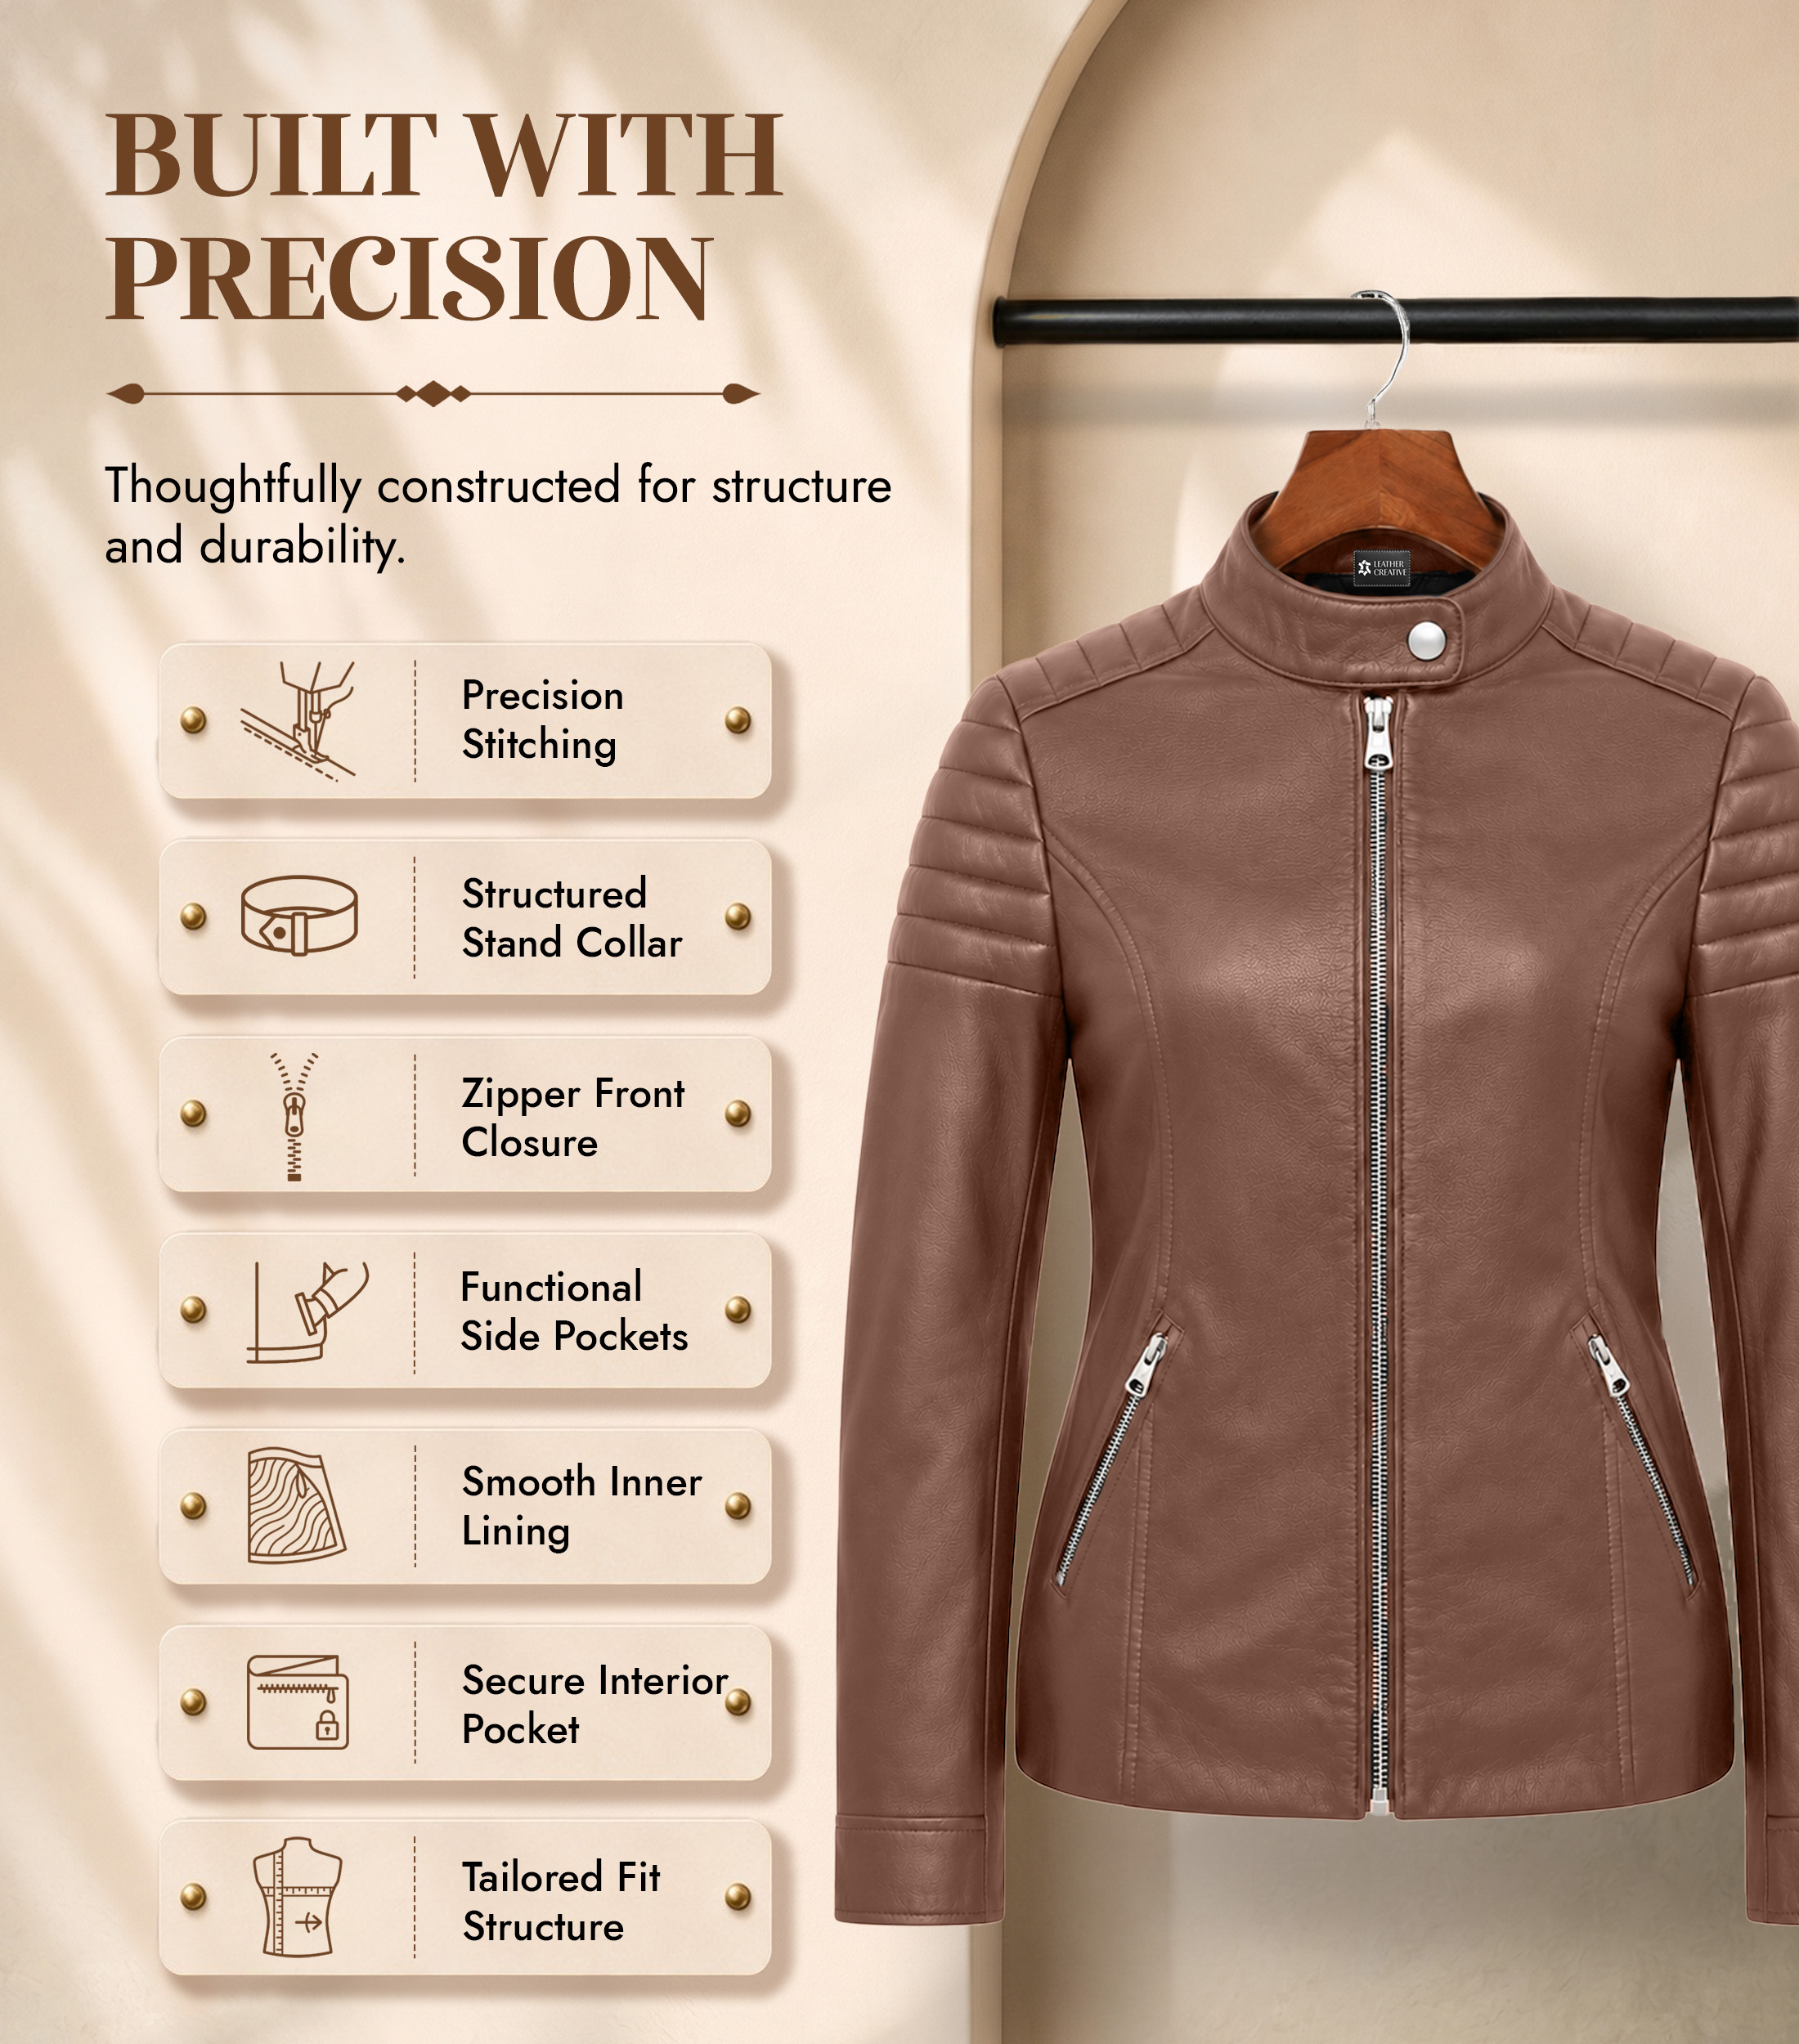 BUILT WITH
PRECISION
Thoughtfully constructed for structure
and durability.
Precision
Stitching
Structured
Stand Collar
Zipper Front
Closure
Functional
Side Pockets
Smooth Inner
Lining
Secure Interior
Pocket
Tailored Fit
Structure
LEATHER
CREATIVE